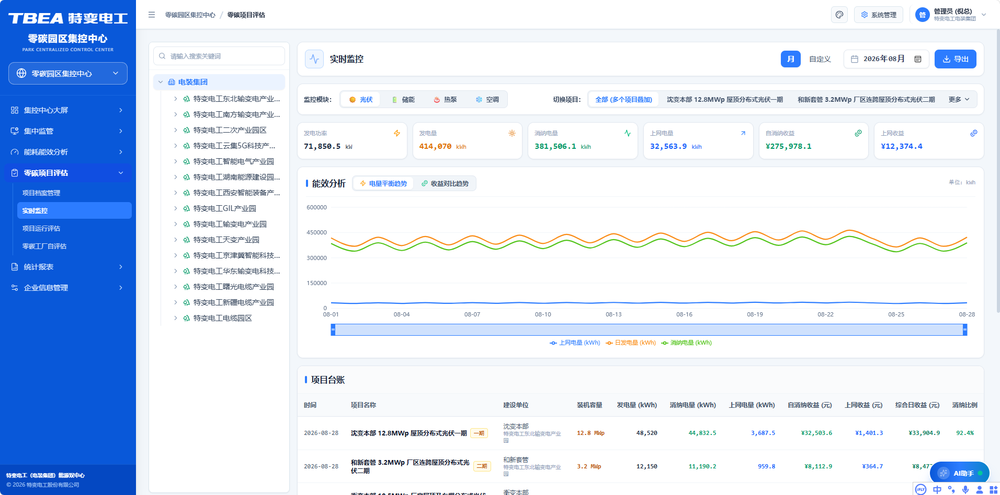 TBEA 特变电工
零碳园区集控中心
PARK CENTRALIZED CONTROL CENTER
零碳园区集控中心
集控中心大屏
集中监管
能耗能效分析
零碳项目评估
项目档案管理
实时监控
项目运行评估
零碳工厂自评估
统计报表
企业信息管理
特变电工（电装集团）能源双中心
© 2026 特变电工股份有限公司
零碳园区集控中心 / 零碳项目评估
系统管理
管
管理员 (倪总)
特变电工电装集团
请输入搜索关键词
电装集团
特变电工东北输变电产业...
特变电工南方输变电产业...
特变电工二次产业园区
特变电工云集5G科技产...
特变电工智能电气产业园
特变电工湖南能源建设园...
特变电工西安智能装备产...
特变电工GIL产业园
特变电工输变电产业园
特变电工天变产业园
特变电工京津冀智能科技...
特变电工华东输变电科技...
特变电工曙光电缆产业园
特变电工新疆电缆产业园
特变电工电缆园区
实时监控
月 自定义 2026年08月 导出
监控模块: 光伏 储能 热泵 空调
切换项目: 全部 (多个项目叠加) 沈变本部 12.8MWp 屋顶分布式光伏一期 和新套管 3.2MWp 厂区连跨屋顶分布式光伏二期 更多
发电功率
71,850.5 kW
发电量
414,070 kWh
消纳电量
381,506.1 kWh
上网电量
32,563.9 kWh
自消纳收益
¥275,978.1
上网收益
¥12,374.4
能效分析 电量平衡趋势 收益对比趋势 单位: kWh
600000
450000
300000
150000
0
08-01 08-04 08-07 08-10 08-13 08-16 08-19 08-22 08-25 08-28
上网电量 (kWh) 日发电量 (kWh) 消纳电量 (kWh)
项目台账
时间 项目名称 建设单位 装机容量 发电量 (kWh) 消纳电量 (kWh) 上网电量 (kWh) 自消纳收益 (元) 上网收益 (元) 综合日收益 (元) 消纳比例
2026-08-28 沈变本部 12.8MWp 屋顶分布式光伏一期 一期 沈变本部 特变电工东北输变电产业园 12.8 MWp 48,520 44,832.5 3,687.5 ¥32,503.6 ¥1,401.3 ¥33,904.9 92.4%
2026-08-28 和新套管 3.2MWp 厂区连跨屋顶分布式光伏二期 二期 和新套管 特变电工东北输变电产业园 3.2 MWp 12,150 11,190.2 959.8 ¥8,112.9 ¥364.7 ¥8,47
衡变本部
AI助手
iFLY 中